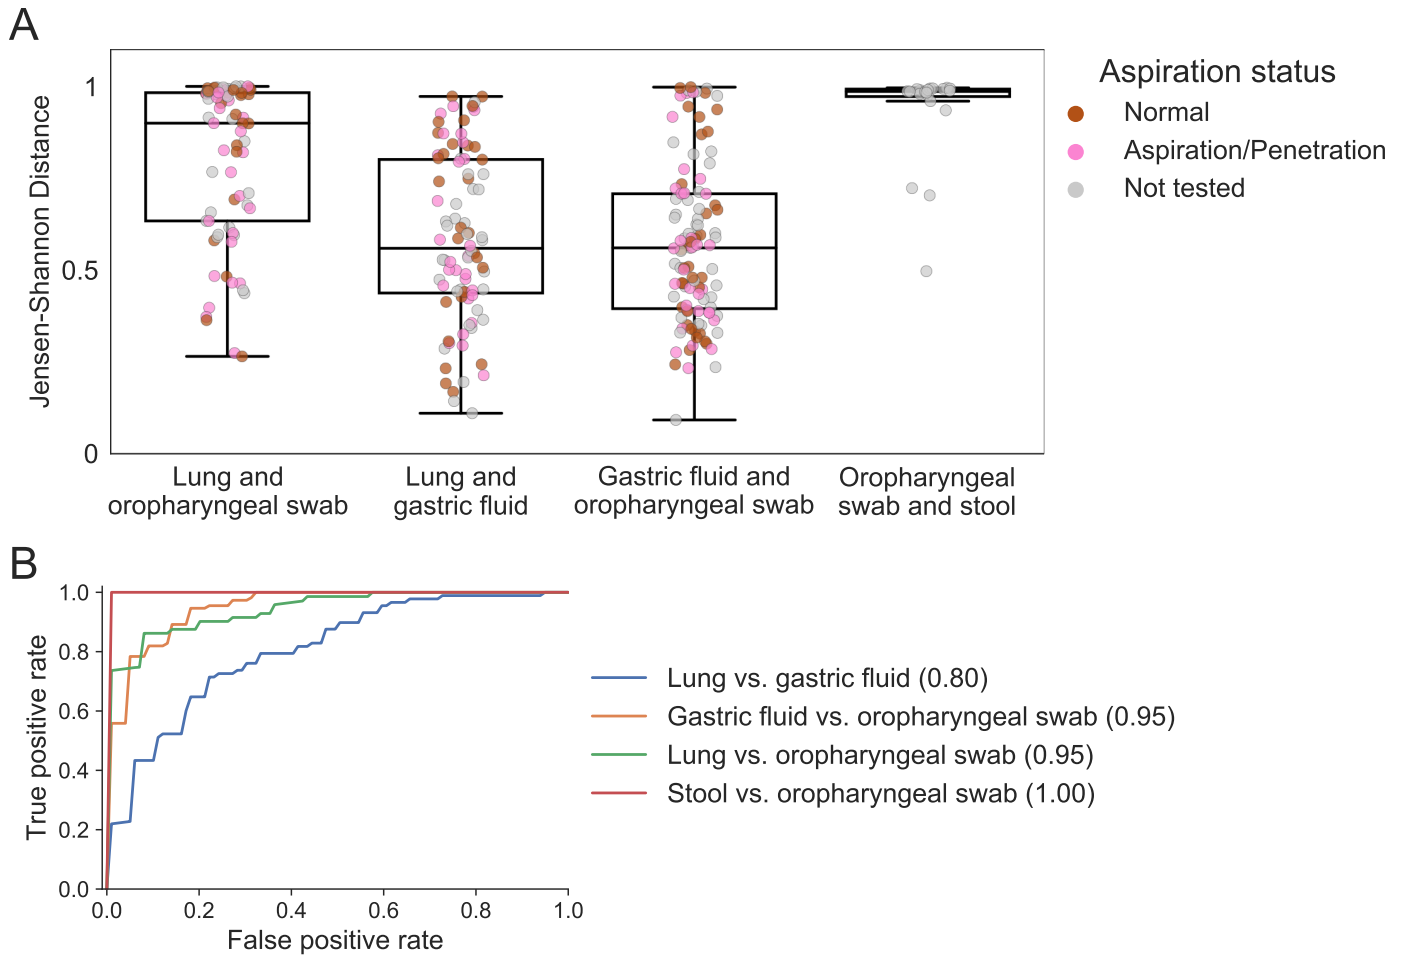 A
Jensen-Shannon Distance
1
0.5
0
Lung and
oropharyngeal swab
Lung and
gastric fluid
Gastric fluid and
oropharyngeal swab
Oropharyngeal
swab and stool
Aspiration status
Normal
Aspiration/Penetration
Not tested
B
True positive rate
1.0
0.8
0.6
0.4
0.2
0.0
0.0 0.2 0.4 0.6 0.8 1.0
False positive rate
Lung vs. gastric fluid (0.80)
Gastric fluid vs. oropharyngeal swab (0.95)
Lung vs. oropharyngeal swab (0.95)
Stool vs. oropharyngeal swab (1.00)